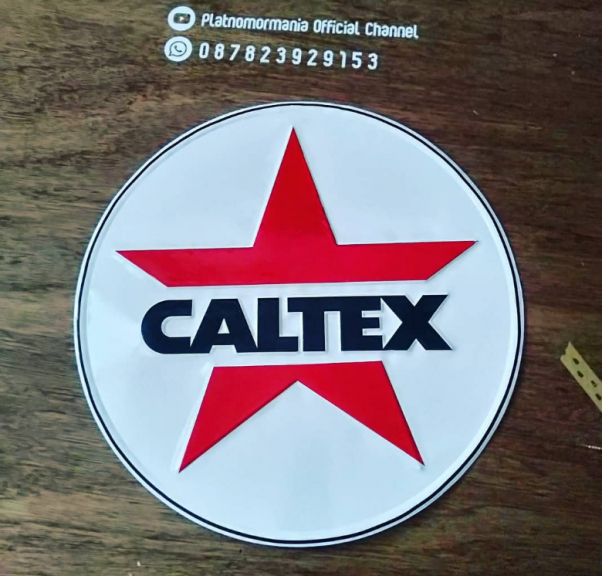 Platnomormania Official Channel
087823929153
CALTEX